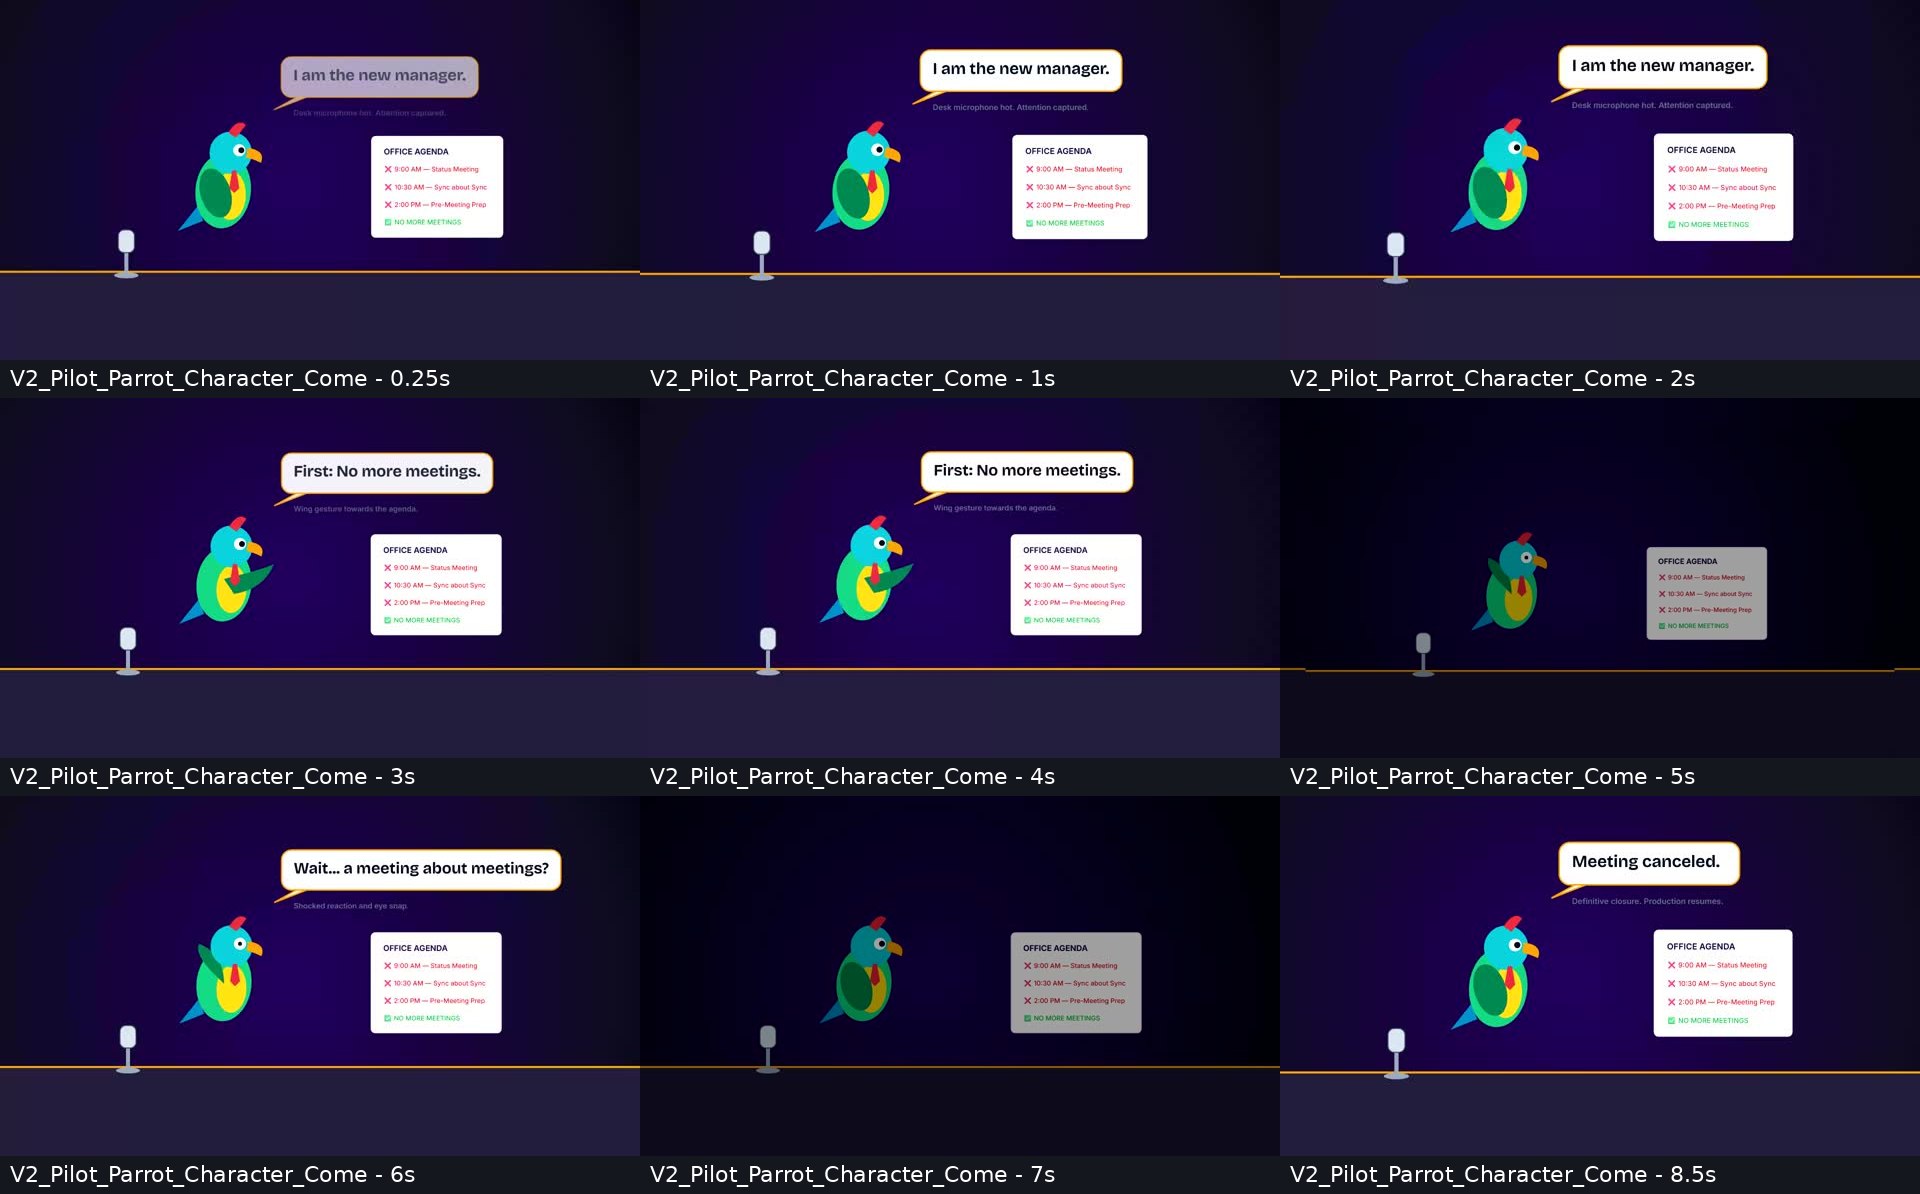 I am the new manager.
Desk microphone hot. Attention captured.
OFFICE AGENDA
❌ 9:00 AM — Status Meeting
❌ 10:30 AM — Sync about Sync
❌ 2:00 PM — Pre-Meeting Prep
✅ NO MORE MEETINGS
V2_Pilot_Parrot_Character_Come - 0.25s
I am the new manager.
Desk microphone hot. Attention captured.
OFFICE AGENDA
❌ 9:00 AM — Status Meeting
❌ 10:30 AM — Sync about Sync
❌ 2:00 PM — Pre-Meeting Prep
✅ NO MORE MEETINGS
V2_Pilot_Parrot_Character_Come - 1s
I am the new manager.
Desk microphone hot. Attention captured.
OFFICE AGENDA
❌ 9:00 AM — Status Meeting
❌ 10:30 AM — Sync about Sync
❌ 2:00 PM — Pre-Meeting Prep
✅ NO MORE MEETINGS
V2_Pilot_Parrot_Character_Come - 2s
First: No more meetings.
Wing gesture towards the agenda.
OFFICE AGENDA
❌ 9:00 AM — Status Meeting
❌ 10:30 AM — Sync about Sync
❌ 2:00 PM — Pre-Meeting Prep
✅ NO MORE MEETINGS
V2_Pilot_Parrot_Character_Come - 3s
First: No more meetings.
Wing gesture towards the agenda.
OFFICE AGENDA
❌ 9:00 AM — Status Meeting
❌ 10:30 AM — Sync about Sync
❌ 2:00 PM — Pre-Meeting Prep
✅ NO MORE MEETINGS
V2_Pilot_Parrot_Character_Come - 4s
OFFICE AGENDA
❌ 9:00 AM — Status Meeting
❌ 10:30 AM — Sync about Sync
❌ 2:00 PM — Pre-Meeting Prep
✅ NO MORE MEETINGS
V2_Pilot_Parrot_Character_Come - 5s
Wait... a meeting about meetings?
Shocked reaction and eye snap.
OFFICE AGENDA
❌ 9:00 AM — Status Meeting
❌ 10:30 AM — Sync about Sync
❌ 2:00 PM — Pre-Meeting Prep
✅ NO MORE MEETINGS
V2_Pilot_Parrot_Character_Come - 6s
OFFICE AGENDA
❌ 9:00 AM — Status Meeting
❌ 10:30 AM — Sync about Sync
❌ 2:00 PM — Pre-Meeting Prep
✅ NO MORE MEETINGS
V2_Pilot_Parrot_Character_Come - 7s
Meeting canceled.
Definitive closure. Production resumes.
OFFICE AGENDA
❌ 9:00 AM — Status Meeting
❌ 10:30 AM — Sync about Sync
❌ 2:00 PM — Pre-Meeting Prep
✅ NO MORE MEETINGS
V2_Pilot_Parrot_Character_Come - 8.5s